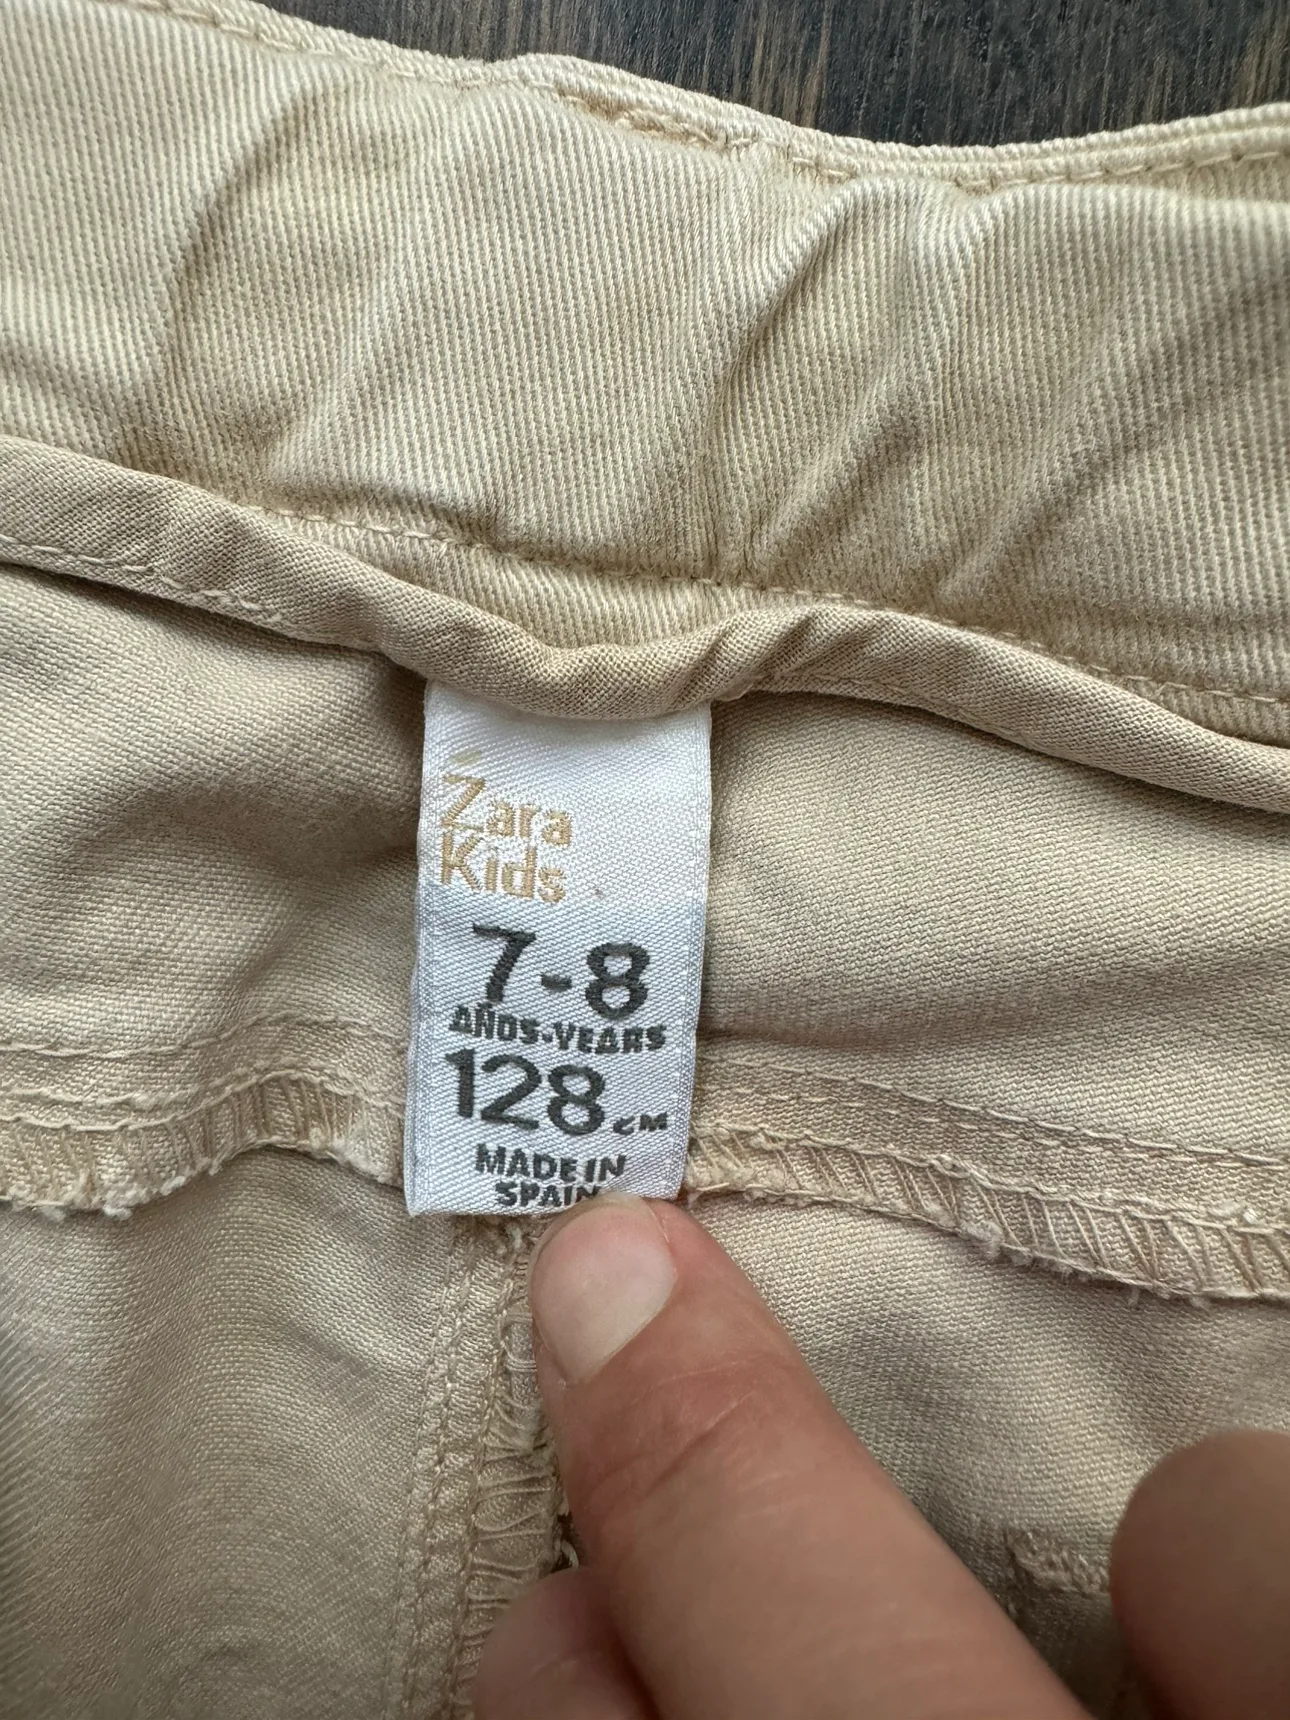 Zara
Kids
7-8
AÑOS-YEARS
128 CM
MADE IN
SPAIN